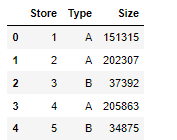 Store Type Size
0 1 A 151315
1 2 A 202307
2 3 B 37392
3 4 A 205863
4 5 B 34875